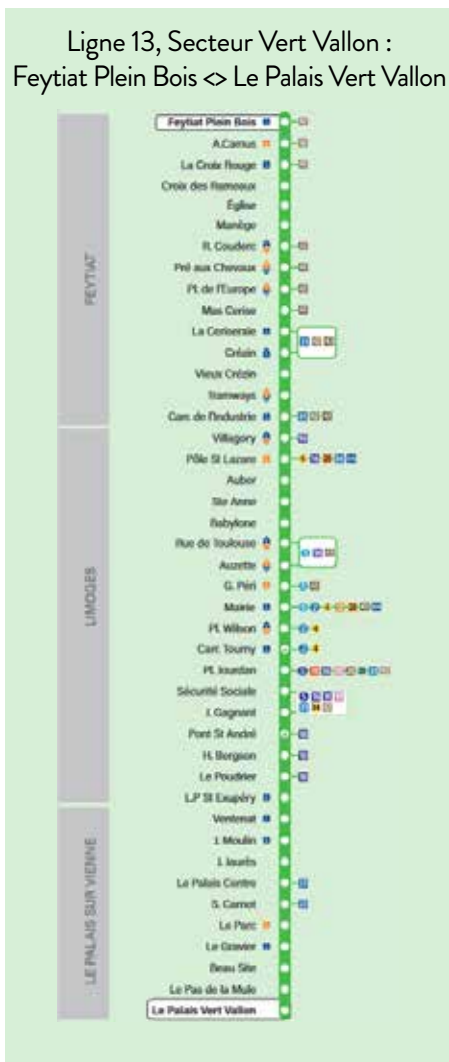 Ligne 13, Secteur Vert Vallon :
Feytiat Plein Bois <> Le Palais Vert Vallon
FEYTIAT
Feytiat Plein Bois
A.Camus
La Croix Rouge
Croix des Rameaux
Église
Manège
R. Couderc
Pré aux Chevaux
Pl. de l'Europe
Mas Cerise
La Ceriseraie
Crézin
Vieux Crézin
Tramways
Carr. de l'Industrie
LIMOGES
Villagory
Pôle St Lazare
Auber
Ste Anne
Babylone
Rue de Toulouse
Auzette
G. Péri
Mairie
Pl. Wilson
Carr. Tourny
Pl. Jourdan
Sécurité Sociale
J. Gagnant
Pont St André
H. Bergson
Le Poudrier
L.P St Exupéry
LE PALAIS SUR VIENNE
Ventenat
J. Moulin
J. Jaurès
Le Palais Centre
S. Carnot
Le Parc
Le Gravier
Beau Site
Le Pas de la Mule
Le Palais Vert Vallon